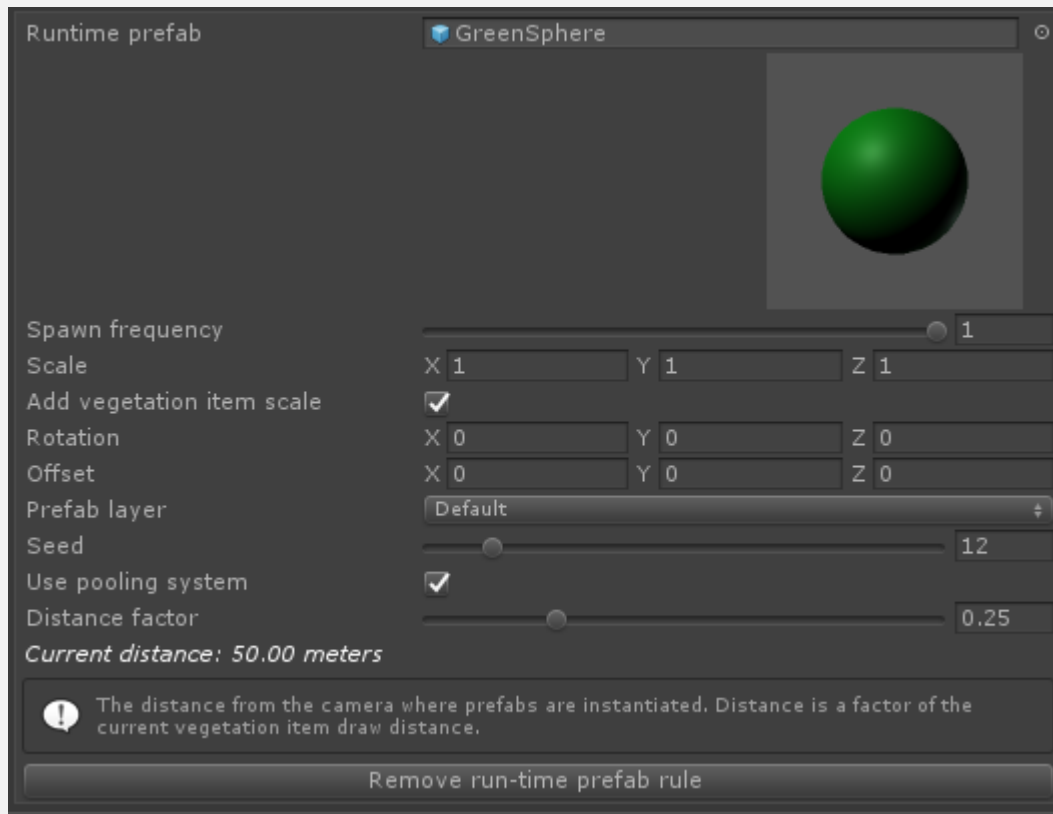 Runtime prefab GreenSphere
Spawn frequency 1
Scale X 1 Y 1 Z 1
Add vegetation item scale
Rotation X 0 Y 0 Z 0
Offset X 0 Y 0 Z 0
Prefab layer Default
Seed 12
Use pooling system
Distance factor 0.25
Current distance: 50.00 meters
The distance from the camera where prefabs are instantiated. Distance is a factor of the
current vegetation item draw distance.
Remove run-time prefab rule